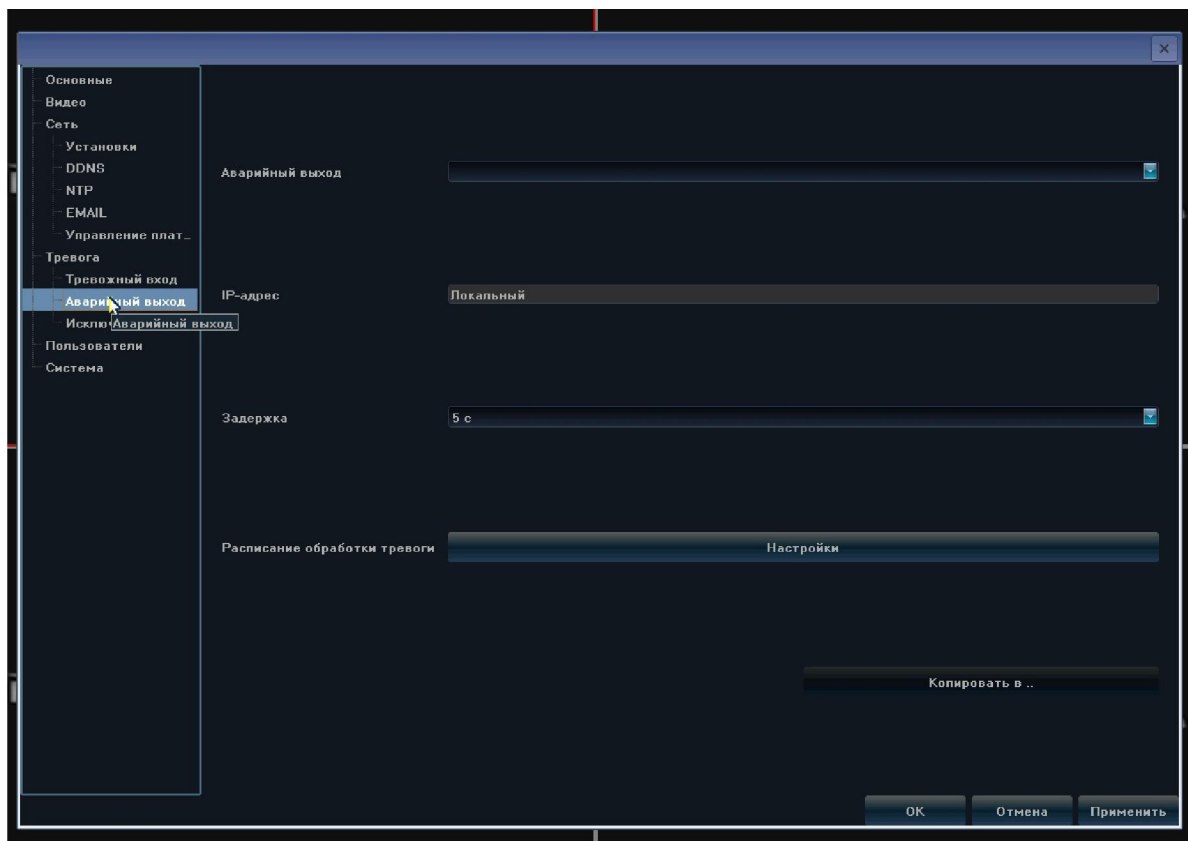 Основные
Видео
Сеть
Установки
DDNS
NTP
EMAIL
Управление плат…
Тревога
Тревожный вход
Аварийный выход
Аварийный выход
Пользователи
Система
Аварийный выход
IP-адрес
Локальный
Задержка
5 с
Расписание обработки тревоги
Настройки
Копировать в ..
ОК
Отмена
Применить